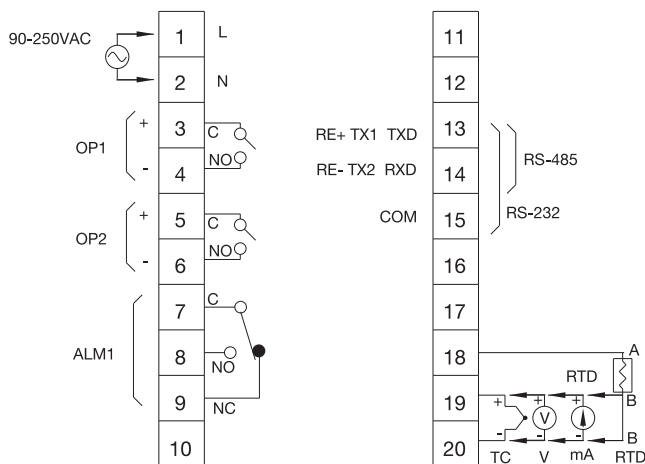 90-250VAC
1 L
2 N
OP1
+ 3 C
- 4 NO
OP2
+ 5 C
- 6 NO
ALM1
7 C
8 NO
9 NC
10
11
12
RE+ TX1 TXD 13
RE- TX2 RXD 14
RS-485
COM 15
RS-232
16
17
18 A
RTD
19 + + + B
V
20 - - - B
TC V mA RTD